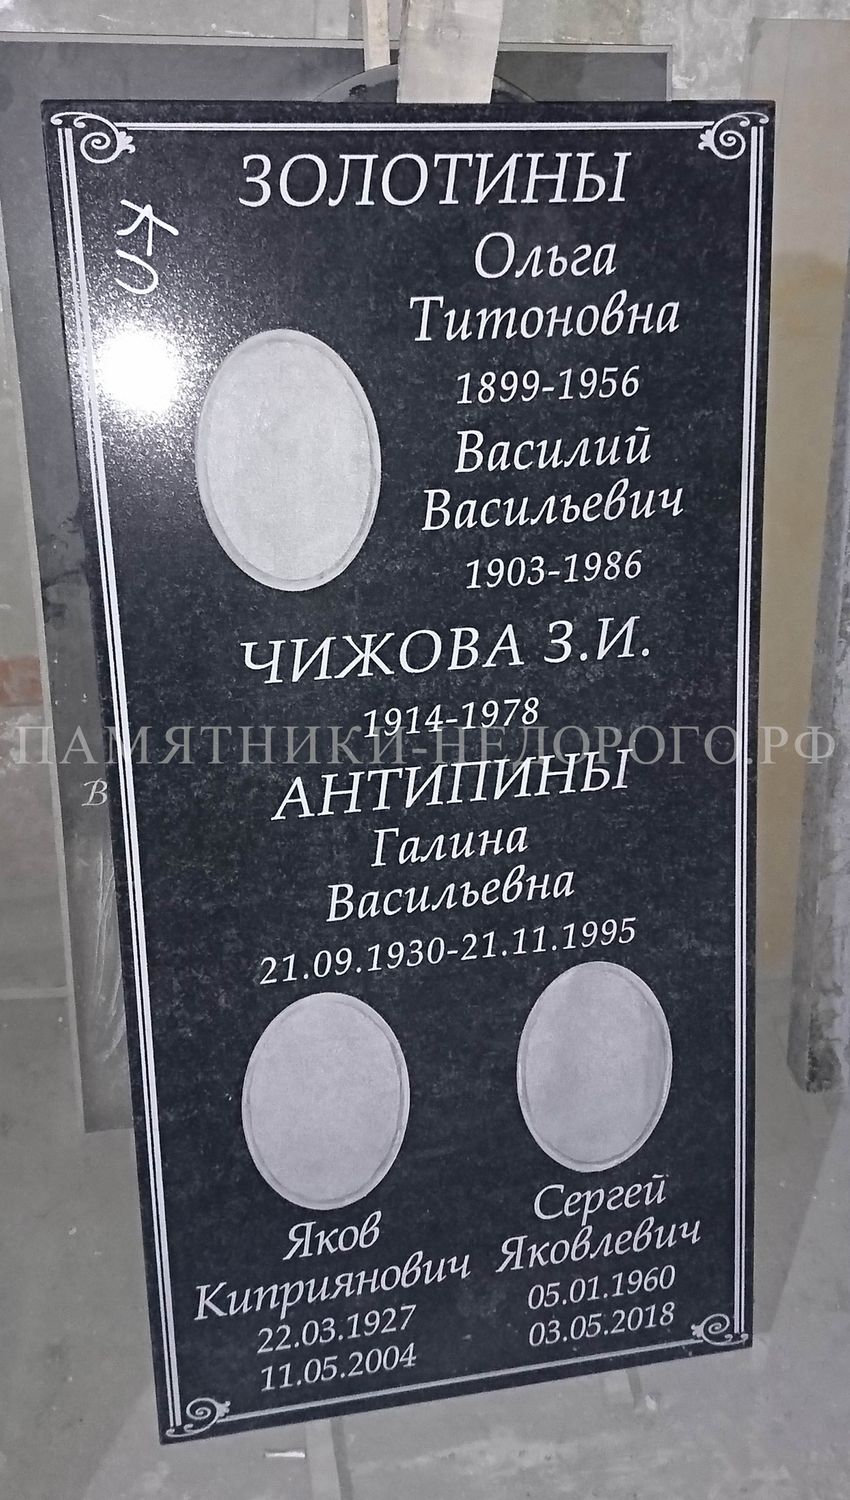 ЗОЛОТИНЫ
КП
Ольга
Титоновна
1899-1956
Василий
Васильевич
1903-1986
ЧИЖОВА З.И.
1914-1978
ПАМЯТНИКИ-НЕДОРОГО.РФ
АНТИПИНЫ
В
Галина
Васильевна
21.09.1930-21.11.1995
Яков
Киприянович
22.03.1927
11.05.2004
Сергей
Яковлевич
05.01.1960
03.05.2018